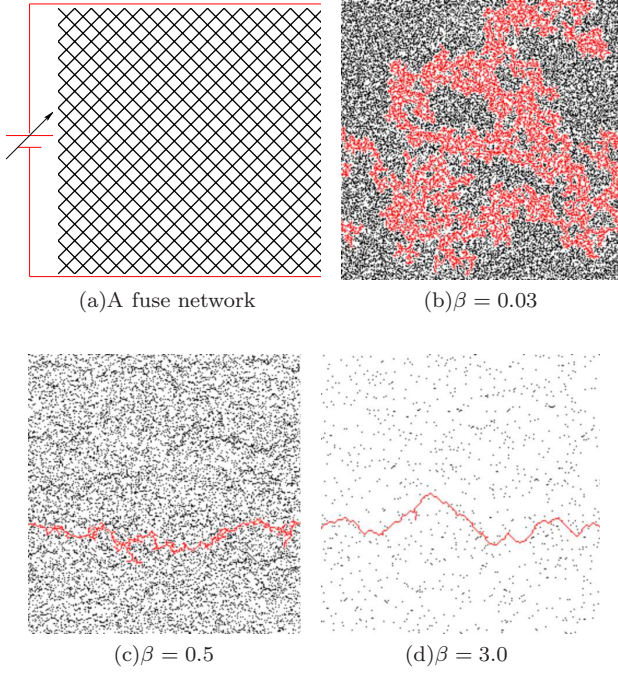 (a)A fuse network
(b)β = 0.03
(c)β = 0.5
(d)β = 3.0